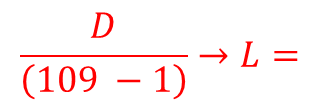 D
(109 − 1) → L =